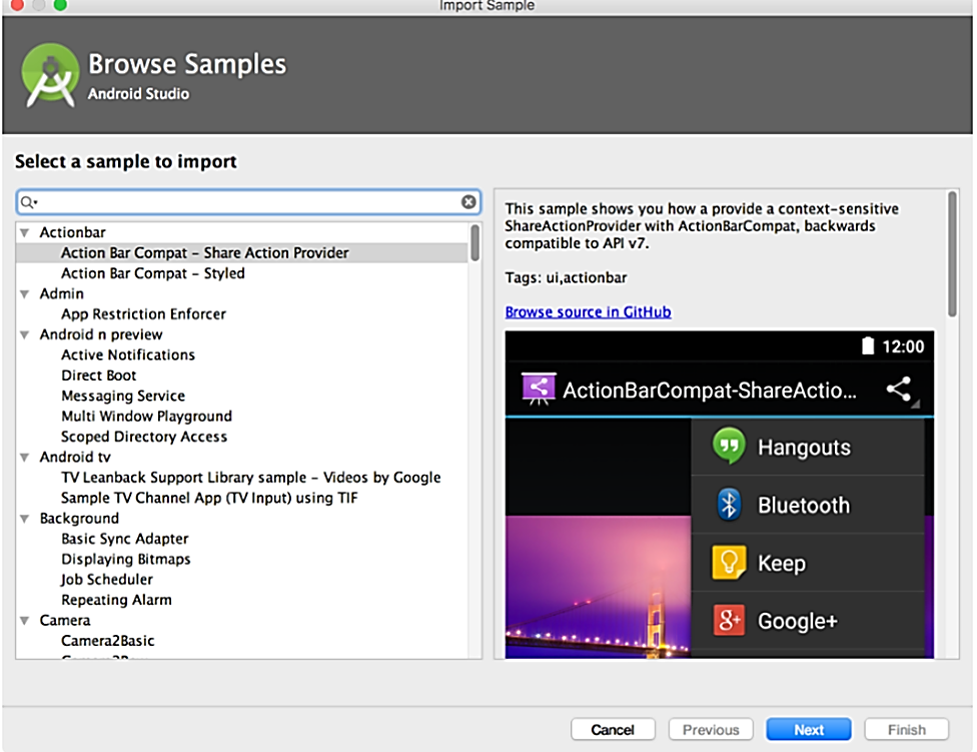 Import Sample
Browse Samples
Android Studio
Select a sample to import
Actionbar
Action Bar Compat – Share Action Provider
Action Bar Compat – Styled
Admin
App Restriction Enforcer
Android n preview
Active Notifications
Direct Boot
Messaging Service
Multi Window Playground
Scoped Directory Access
Android tv
TV Leanback Support Library sample – Videos by Google
Sample TV Channel App (TV Input) using TIF
Background
Basic Sync Adapter
Displaying Bitmaps
Job Scheduler
Repeating Alarm
Camera
Camera2Basic
This sample shows you how a provide a context-sensitive
ShareActionProvider with ActionBarCompat, backwards
compatible to API v7.
Tags: ui,actionbar
Browse source in GitHub
12:00
ActionBarCompat-ShareActio...
Hangouts
Bluetooth
Keep
8+ Google+
Cancel
Previous
Next
Finish